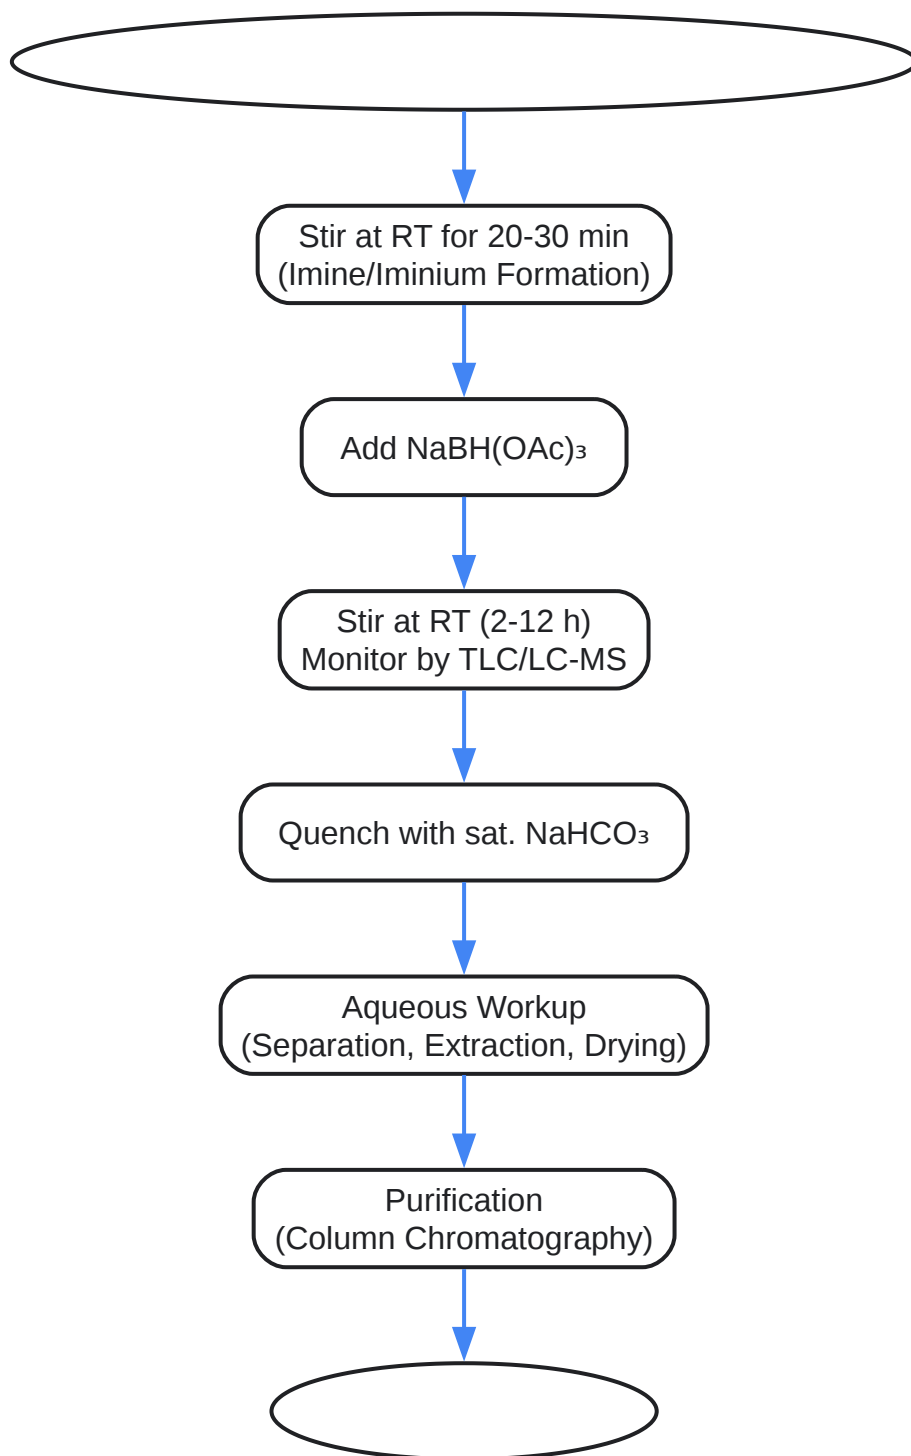 Stir at RT for 20-30 min
(Imine/Iminium Formation)
Add NaBH(OAc)₃
Stir at RT (2-12 h)
Monitor by TLC/LC-MS
Quench with sat. NaHCO₃
Aqueous Workup
(Separation, Extraction, Drying)
Purification
(Column Chromatography)